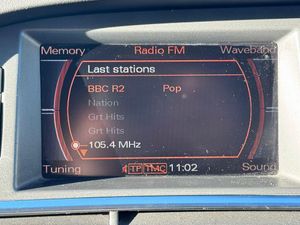 Memory Radio FM Waveband
Last stations
BBC R2 Pop
Nation
Grt Hits
Grt Hits
105.4 MHz
Tuning TP TMC 11:02 Sound